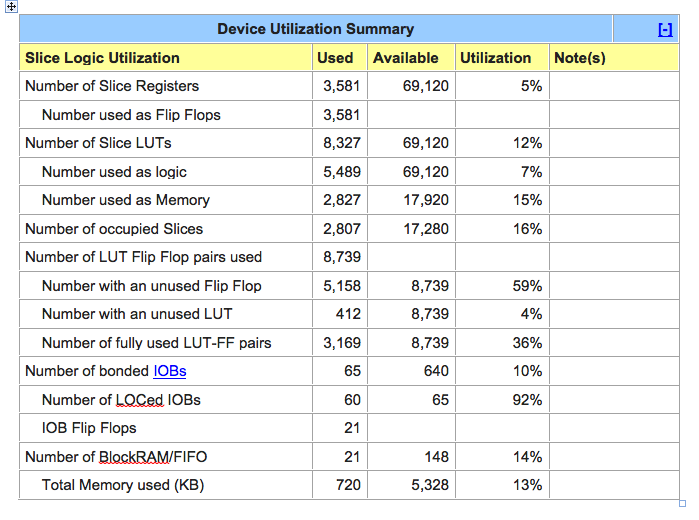 Device Utilization Summary [-]
Slice Logic Utilization Used Available Utilization Note(s)
Number of Slice Registers 3,581 69,120 5%
Number used as Flip Flops 3,581
Number of Slice LUTs 8,327 69,120 12%
Number used as logic 5,489 69,120 7%
Number used as Memory 2,827 17,920 15%
Number of occupied Slices 2,807 17,280 16%
Number of LUT Flip Flop pairs used 8,739
Number with an unused Flip Flop 5,158 8,739 59%
Number with an unused LUT 412 8,739 4%
Number of fully used LUT-FF pairs 3,169 8,739 36%
Number of bonded IOBs 65 640 10%
Number of LOCed IOBs 60 65 92%
IOB Flip Flops 21
Number of BlockRAM/FIFO 21 148 14%
Total Memory used (KB) 720 5,328 13%